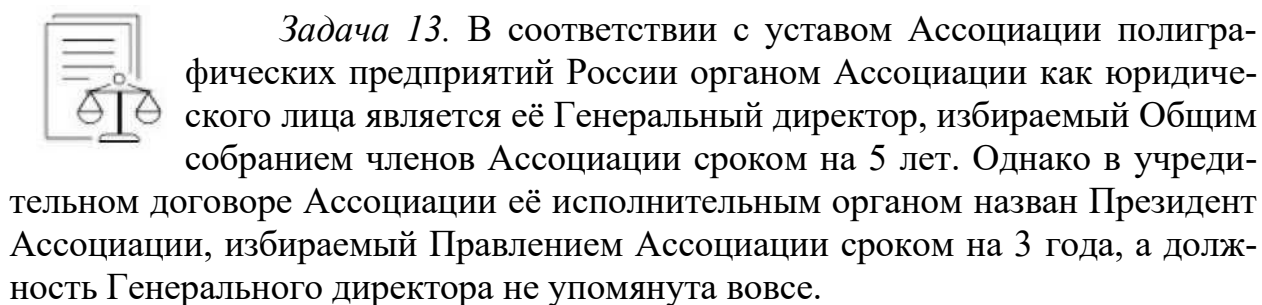 Задача 13. В соответствии с уставом Ассоциации полигра-
фических предприятий России органом Ассоциации как юридиче-
ского лица является её Генеральный директор, избираемый Общим
собранием членов Ассоциации сроком на 5 лет. Однако в учреди-
тельном договоре Ассоциации её исполнительным органом назван Президент
Ассоциации, избираемый Правлением Ассоциации сроком на 3 года, а долж-
ность Генерального директора не упомянута вовсе.